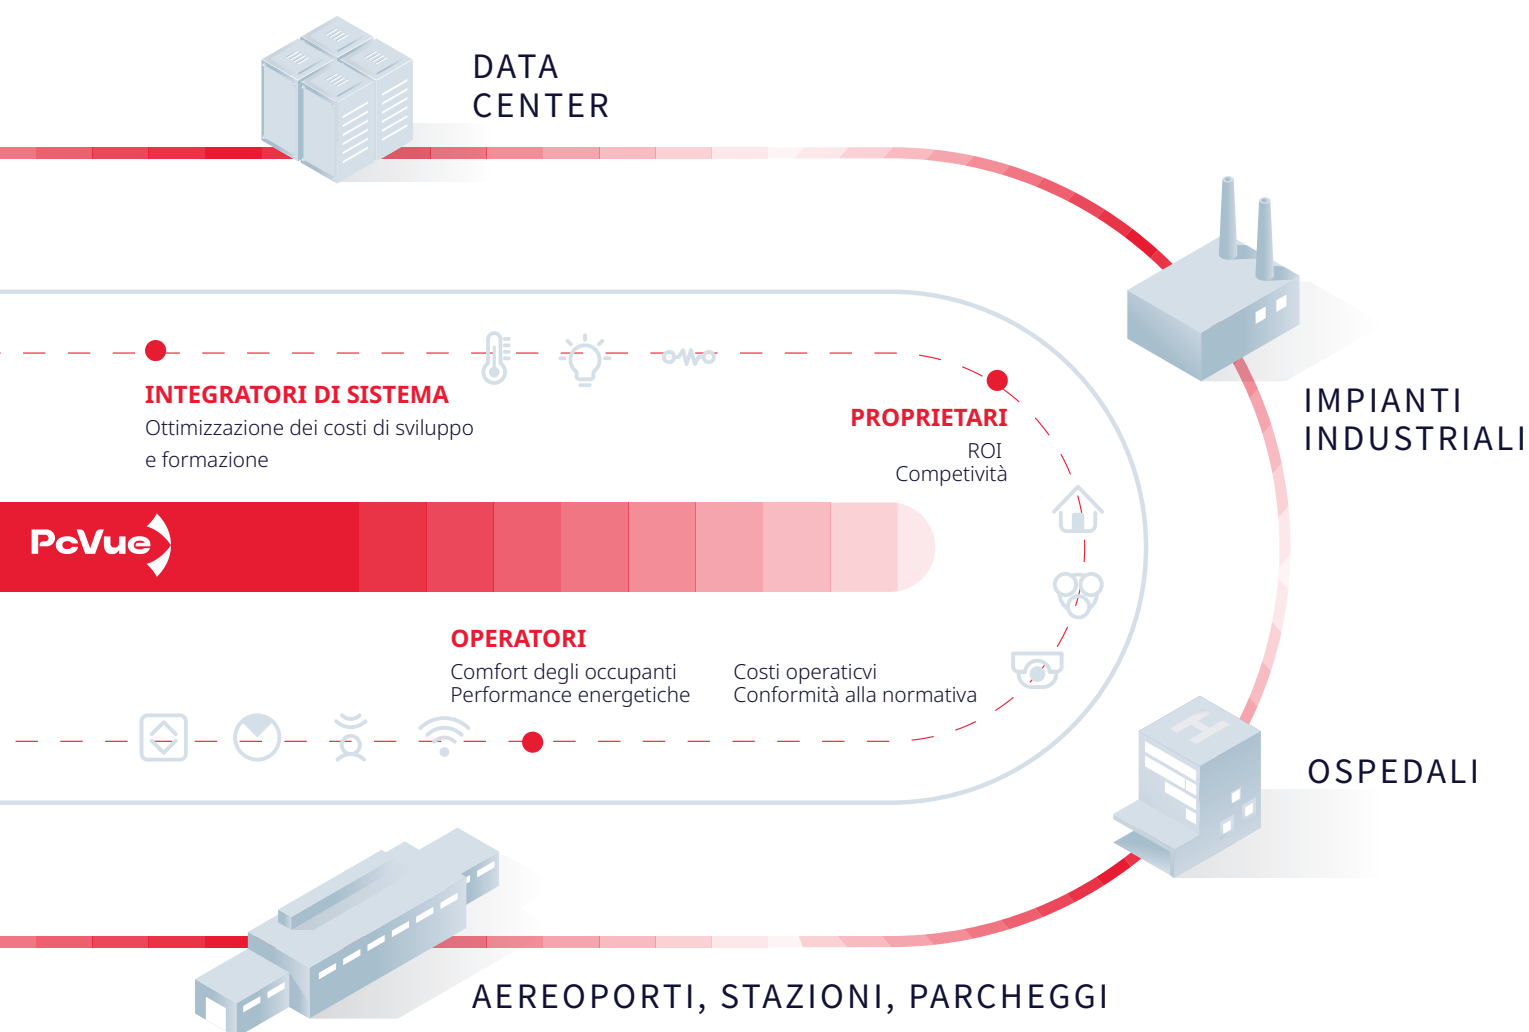 DATA
CENTER
IMPIANTI
INDUSTRIALI
INTEGRATORI DI SISTEMA
Ottimizzazione dei costi di sviluppo
e formazione
PROPRIETARI
ROI
Competività
PcVue
OPERATORI
Comfort degli occupanti
Performance energetiche
Costi operaticvi
Conformità alla normativa
OSPEDALI
H
AEREOPORTI, STAZIONI, PARCHEGGI